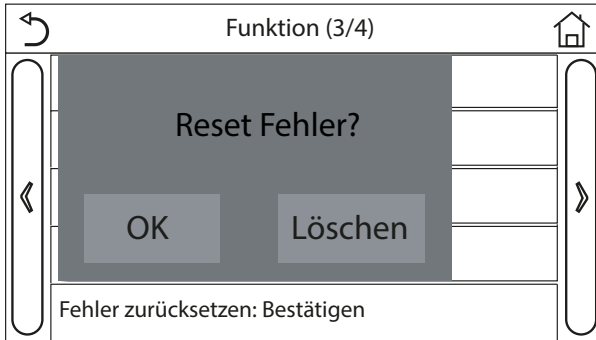 Funktion (3/4)
Reset Fehler?
OK Löschen
Fehler zurücksetzen: Bestätigen